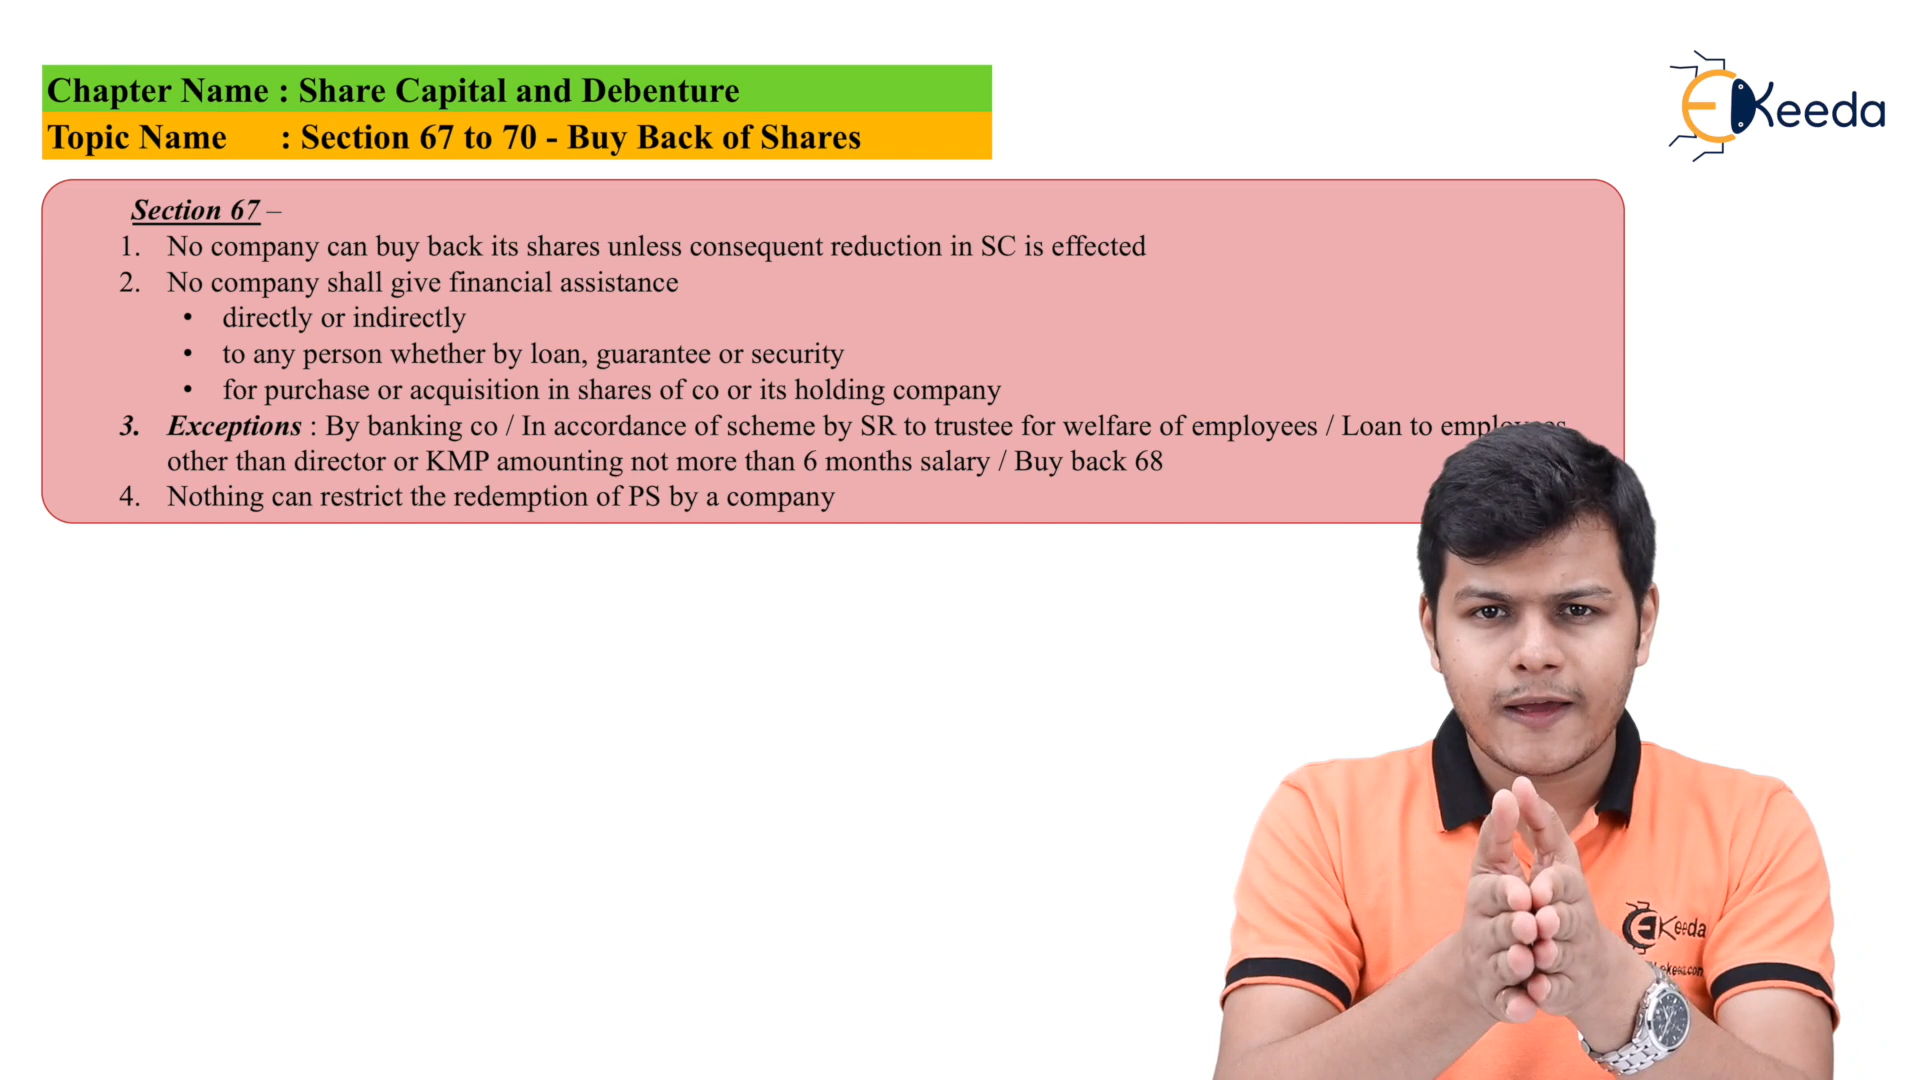 Chapter Name : Share Capital and Debenture
Topic Name : Section 67 to 70 - Buy Back of Shares
EKeeda
Section 67 –
1. No company can buy back its shares unless consequent reduction in SC is effected
2. No company shall give financial assistance
• directly or indirectly
• to any person whether by loan, guarantee or security
• for purchase or acquisition in shares of co or its holding company
3. Exceptions : By banking co / In accordance of scheme by SR to trustee for welfare of employees / Loan to employees
other than director or KMP amounting not more than 6 months salary / Buy back 68
4. Nothing can restrict the redemption of PS by a company
EKeeda